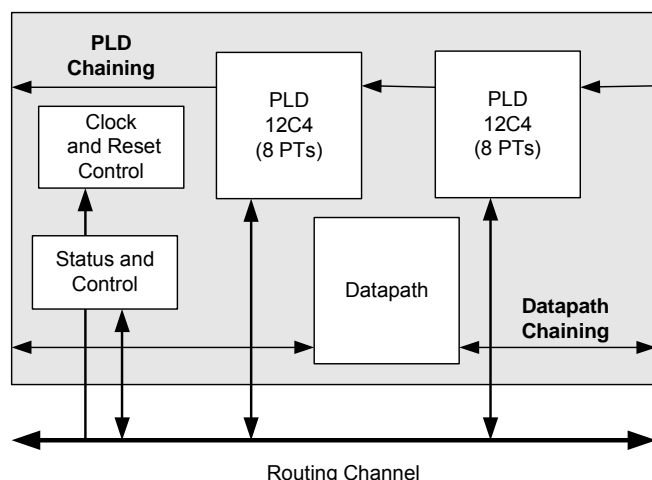 PLD
Chaining
PLD
12C4
(8 PTs)
PLD
12C4
(8 PTs)
Clock
and Reset
Control
Status and
Control
Datapath
Datapath
Chaining
Routing Channel